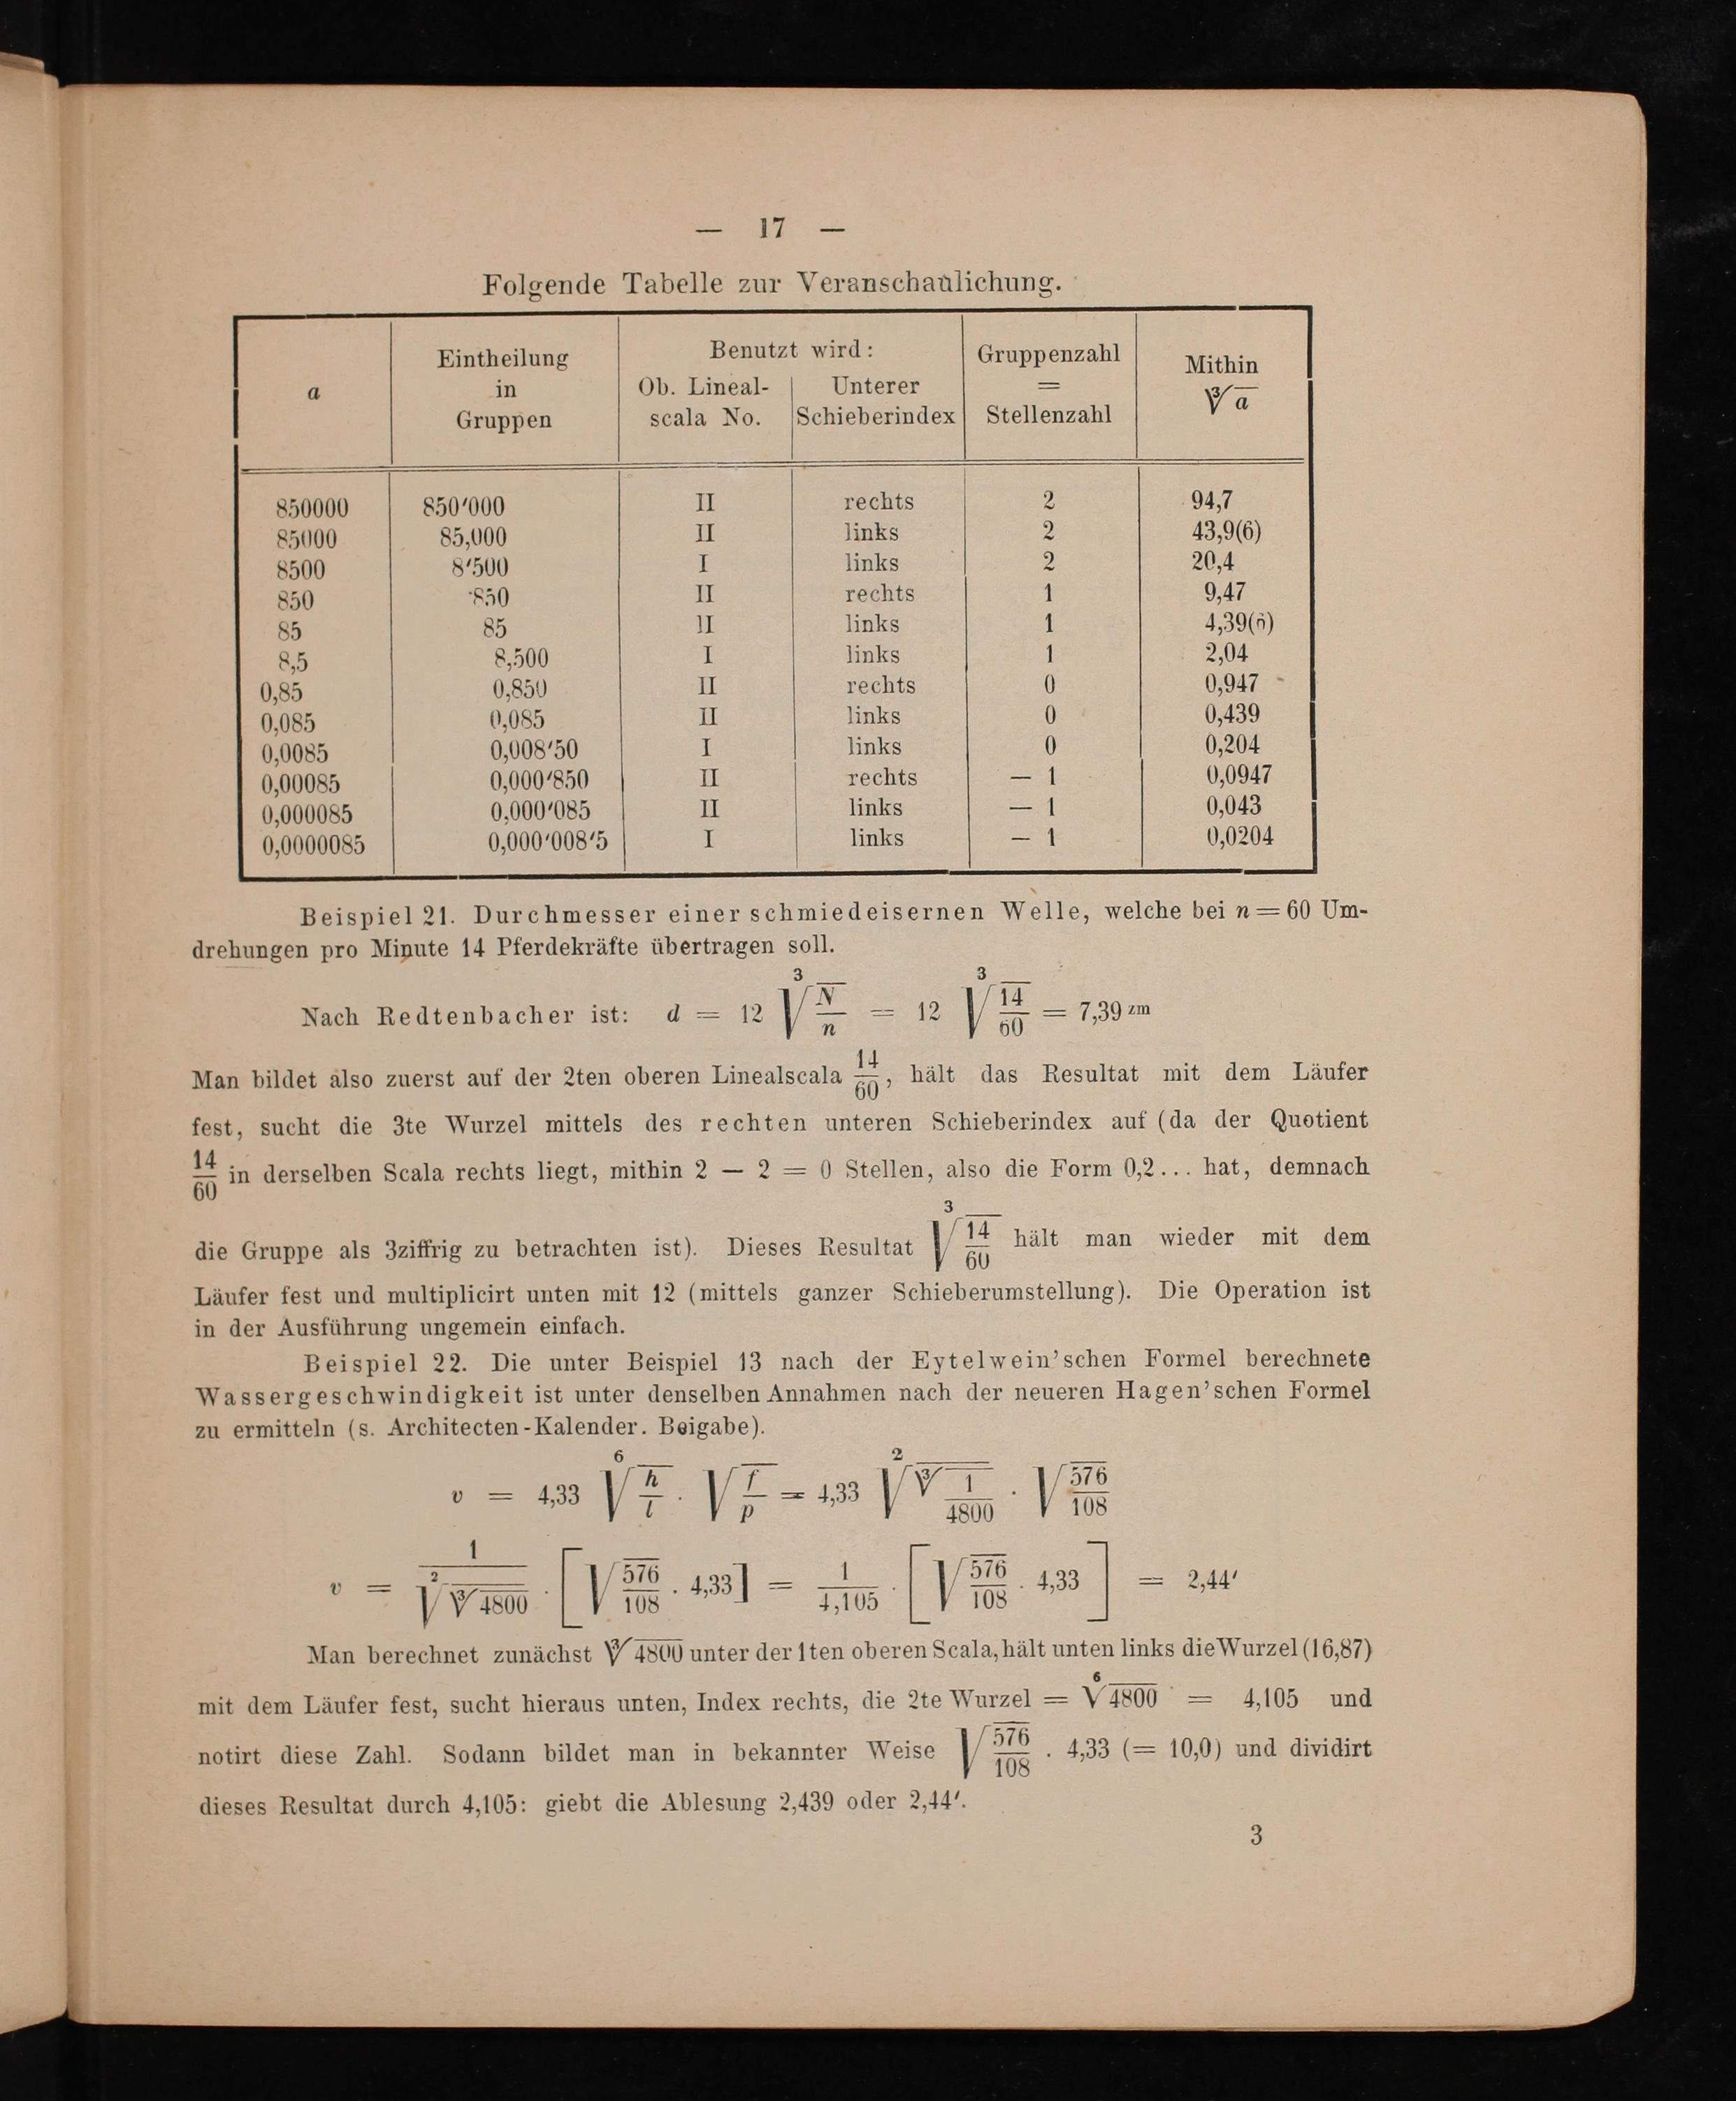 — 17 —
Folgende Tabelle zur Veranschaulichung.
a | Eintheilung in Gruppen | Benutzt wird: Ob. Lineal-scala No. | Unterer Schieberindex | Gruppenzahl = Stellenzahl | Mithin ∛a
850000 | 850'000 | II | rechts | 2 | 94,7
85000 | 85,000 | II | links | 2 | 43,9(6)
8500 | 8'500 | I | links | 2 | 20,4
850 | 850 | II | rechts | 1 | 9,47
85 | 85 | II | links | 1 | 4,39(6)
8,5 | 8,500 | I | links | 1 | 2,04
0,85 | 0,850 | II | rechts | 0 | 0,947
0,085 | 0,085 | II | links | 0 | 0,439
0,0085 | 0,008'50 | I | links | 0 | 0,204
0,00085 | 0,000'850 | II | rechts | — 1 | 0,0947
0,000085 | 0,000'085 | II | links | — 1 | 0,043
0,0000085 | 0,000'008'5 | I | links | — 1 | 0,0204
Beispiel 21. Durchmesser einer schmiedeisernen Welle, welche bei n = 60 Um-
drehungen pro Minute 14 Pferdekräfte übertragen soll.
Nach Redtenbacher ist: d = 12 ∛(N/n) = 12 ∛(14/60) = 7,39 zm
Man bildet also zuerst auf der 2ten oberen Linealscala 14/60, hält das Resultat mit dem Läufer
fest, sucht die 3te Wurzel mittels des rechten unteren Schieberindex auf (da der Quotient
14/60 in derselben Scala rechts liegt, mithin 2 — 2 = 0 Stellen, also die Form 0,2... hat, demnach
die Gruppe als 3ziffrig zu betrachten ist). Dieses Resultat ∛(14/60) hält man wieder mit dem
Läufer fest und multiplicirt unten mit 12 (mittels ganzer Schieberumstellung). Die Operation ist
in der Ausführung ungemein einfach.
Beispiel 22. Die unter Beispiel 13 nach der Eytelwein'schen Formel berechnete
Wassergeschwindigkeit ist unter denselben Annahmen nach der neueren Hagen'schen Formel
zu ermitteln (s. Architecten-Kalender. Beigabe).
v = 4,33 ⁶√(h/l) . √(f/p) = 4,33 ²√(∛(1/4800)) . √(576/108)
v = 1/(²√(∛4800)) . [√(576/108) . 4,33] = 1/4,105 . [√(576/108) . 4,33] = 2,44'
Man berechnet zunächst ∛4800 unter der 1ten oberen Scala, hält unten links die Wurzel (16,87)
mit dem Läufer fest, sucht hieraus unten, Index rechts, die 2te Wurzel = ⁶√4800 = 4,105 und
notirt diese Zahl. Sodann bildet man in bekannter Weise √(576/108) . 4,33 (= 10,0) und dividirt
dieses Resultat durch 4,105: giebt die Ablesung 2,439 oder 2,44'.
3